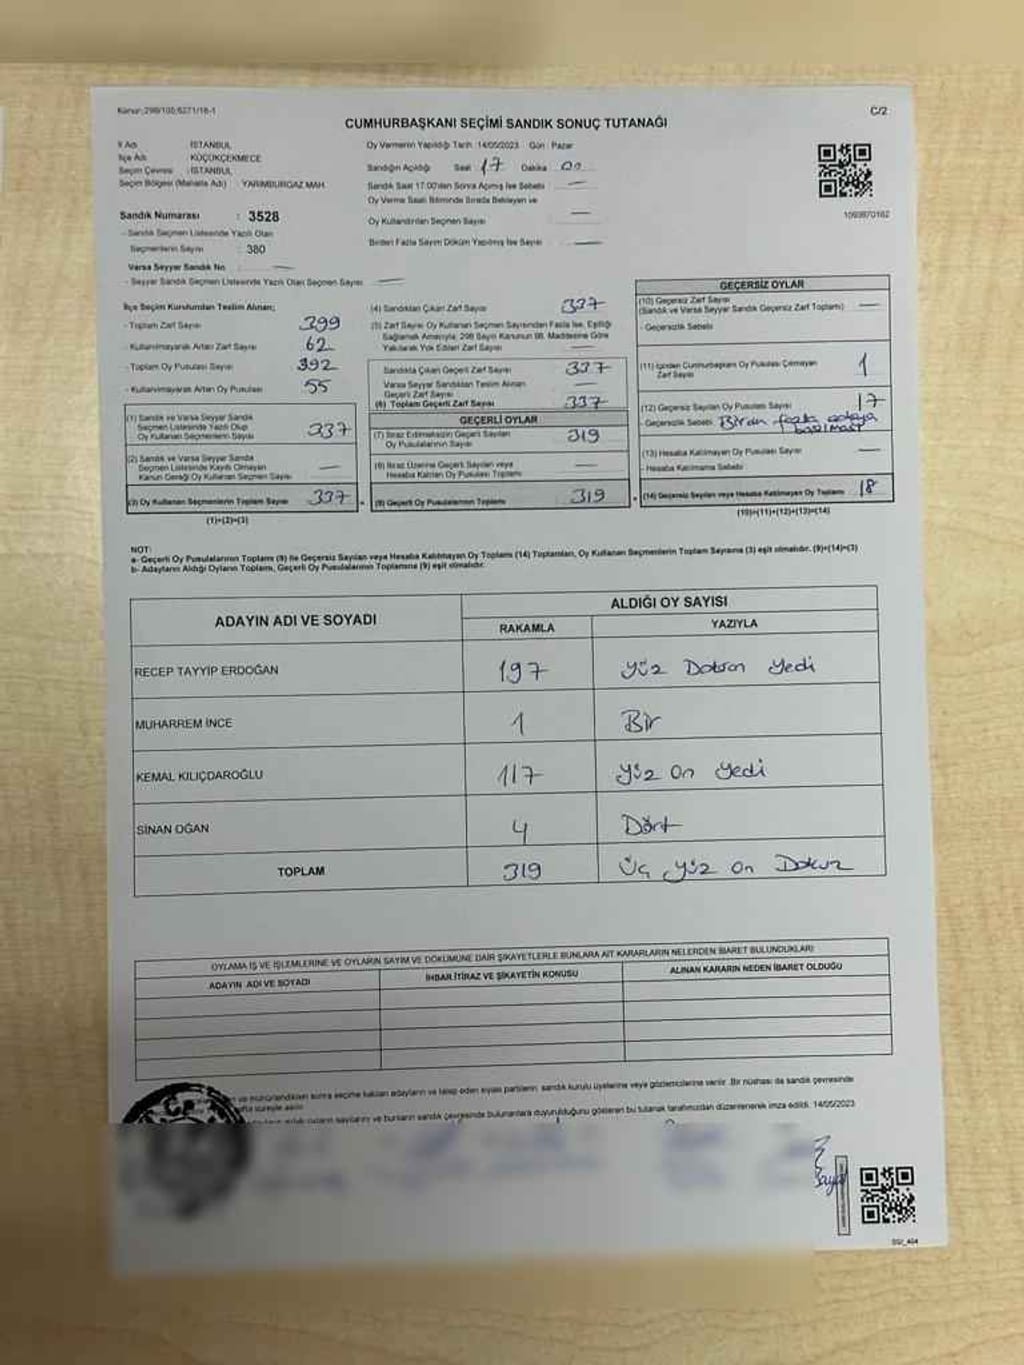 Kanun: 298/105;6271/18-1
C/2
CUMHURBAŞKANI SEÇİMİ SANDIK SONUÇ TUTANAĞI
İl Adı : İSTANBUL
İlçe Adı : KÜÇÜKÇEKMECE
Seçim Çevresi : İSTANBUL
Seçim Bölgesi (Mahalle Adı) : YARIMBURGAZ MAH.
Sandık Numarası : 3528
- Sandık Seçmen Listesinde Yazılı Olan
Seçmenlerin Sayısı : 380
Varsa Seyyar Sandık No
- Seyyar Sandık Seçmen Listesinde Yazılı Olan Seçmen Sayısı
Oy Vermenin Yapıldığı Tarih 14/05/2023 Gün : Pazar
Sandığın Açıldığı Saat 17 Dakika 00
Sandık Saat 17.00'den Sonra Açılmış İse Sebebi
Oy Verme Saati Bitiminde Sırada Bekleyen ve
Oy Kullandırılan Seçmen Sayısı
Birden Fazla Sayım Döküm Yapılmış İse Sayısı
1093870162
İlçe Seçim Kurulundan Teslim Alınan;
- Toplam Zarf Sayısı 399
- Kullanılmayarak Artan Zarf Sayısı 62
- Toplam Oy Pusulası Sayısı 392
- Kullanılmayarak Artan Oy Pusulası 55
(1) Sandık ve Varsa Seyyar Sandık
Seçmen Listesinde Yazılı Olup
Oy Kullanan Seçmenlerin Sayısı 337
(2) Sandık ve Varsa Seyyar Sandık
Seçmen Listesinde Kayıtlı Olmayan
Kanun Gereği Oy Kullanan Seçmen Sayısı
(3) Oy Kullanan Seçmenlerin Toplam Sayısı 337
(1)+(2)=(3)
(4) Sandıktan Çıkan Zarf Sayısı 337
(5) Zarf Sayısı Oy Kullanan Seçmen Sayısından Fazla İse, Eşitliği
Sağlamak Amacıyla; 298 Sayılı Kanunun 98. Maddesine Göre
Yakılarak Yok Edilen Zarf Sayısı
Sandıkta Çıkan Geçerli Zarf Sayısı 337
Varsa Seyyar Sandıktan Teslim Alınan
Geçerli Zarf Sayısı
(6) Toplam Geçerli Zarf Sayısı 337
GEÇERLİ OYLAR
(7) İtiraz Edilmeksizin Geçerli Sayılan
Oy Pusulalarının Sayısı 319
(8) İtiraz Üzerine Geçerli Sayılan veya
Hesaba Katılan Oy Pusulası Toplamı
(9) Geçerli Oy Pusulalarının Toplamı 319
GEÇERSİZ OYLAR
(10) Geçersiz Zarf Sayısı
(Sandık ve Varsa Seyyar Sandık Geçersiz Zarf Toplamı)
- Geçersizlik Sebebi
(11) İçinden Cumhurbaşkanı Oy Pusulası Çıkmayan
Zarf Sayısı 1
(12) Geçersiz Sayılan Oy Pusulası Sayısı 17
- Geçersizlik Sebebi Birden fazla adaya
basılması
(13) Hesaba Katılmayan Oy Pusulası Sayısı
- Hesaba Katılmama Sebebi
(14) Geçersiz Sayılan veya Hesaba Katılmayan Oy Toplamı 18
(10)+(11)+(12)+(13)=(14)
NOT:
a- Geçerli Oy Pusulalarının Toplamı (9) ile Geçersiz Sayılan veya Hesaba Katılmayan Oy Toplamı (14) Toplamları, Oy Kullanan Seçmenlerin Toplam Sayısına (3) eşit olmalıdır. (9)+(14)=(3)
b- Adayların Aldığı Oyların Toplamı, Geçerli Oy Pusulalarının Toplamına (9) eşit olmalıdır.
ADAYIN ADI VE SOYADI
ALDIĞI OY SAYISI
RAKAMLA YAZIYLA
RECEP TAYYİP ERDOĞAN 197 Yüz Doksan Yedi
MUHARREM İNCE 1 Bir
KEMAL KILIÇDAROĞLU 117 Yüz On Yedi
SİNAN OĞAN 4 Dört
TOPLAM 319 Üç Yüz On Dokuz
OYLAMA İŞ VE İŞLEMLERİNE VE OYLARIN SAYIM VE DÖKÜMÜNE DAİR ŞİKAYETLERLE BUNLARA AİT KARARLARIN NELERDEN İBARET BULUNDUKLARI
ADAYIN ADI VE SOYADI İHBAR İTİRAZ VE ŞİKAYETİN KONUSU ALINAN KARARIN NEDEN İBARET OLDUĞU
ve mühürlendikten sonra seçime katılan adayların ve talep eden siyasi partilerin sandık kurulu üyelerine veya gözlemcilerine verilir. Bir nüshası da sandık çevresinde
hafta süreyle asılır.
sayılarını ve bunların sandık çevresinde bulunanlara duyurulduğunu gösteren bu tutanak tarafımızdan düzenlenerek imza edildi. 14/05/2023